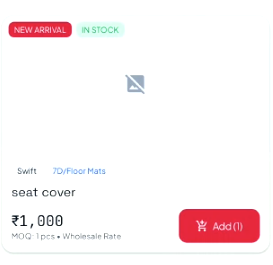 NEW ARRIVAL IN STOCK
Swift 7D/Floor Mats
seat cover
₹1,000
Add (1)
MOQ: 1 pcs • Wholesale Rate